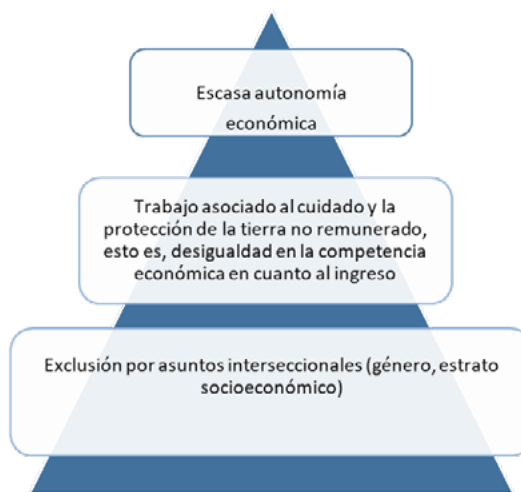 Escasa autonomía
económica
Trabajo asociado al cuidado y la
protección de la tierra no remunerado,
esto es, desigualdad en la competencia
económica en cuanto al ingreso
Exclusión por asuntos interseccionales (género, estrato
socioeconómico)